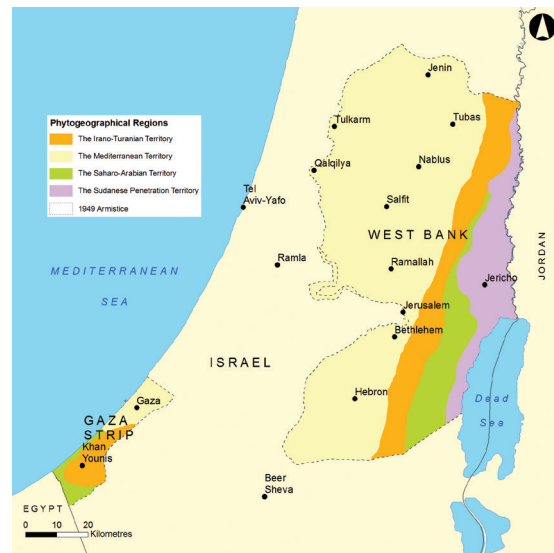 Jenin
Phytogeographical Regions
The Irano-Turanian Territory
The Mediterranean Territory
The Saharo-Arabian Territory
The Sudanese Penetration Territory
1949 Armistice
Tulkarm
Tubas
Qalqilya
Nablus
Tel
Aviv-Yafo
Salfit
WEST BANK
JORDAN
Ramla
Ramallah
MEDITERRANEAN
SEA
Jericho
Jerusalem
Bethlehem
ISRAEL
Hebron
Dead
Sea
Gaza
GAZA
STRIP
Khan
Younis
Beer
Sheva
EGYPT
0 10 20
Kilometres